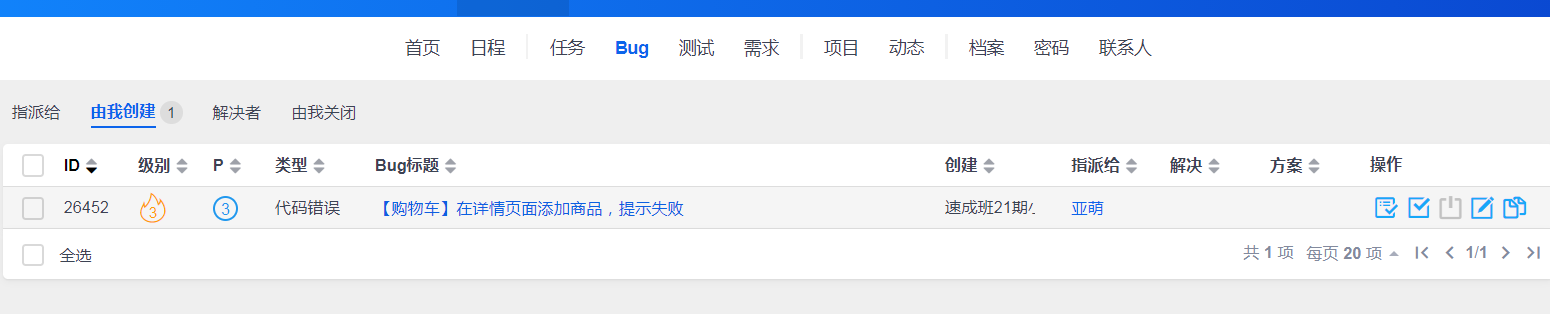 首页 日程 任务 Bug 测试 需求 项目 动态 档案 密码 联系人
指派给 由我创建 1 解决者 由我关闭
ID 级别 P 类型 Bug标题 创建 指派给 解决 方案 操作
26452 3 3 代码错误 【购物车】在详情页面添加商品，提示失败 速成班21期 亚萌
全选 共 1 项 每页 20 项 1/1